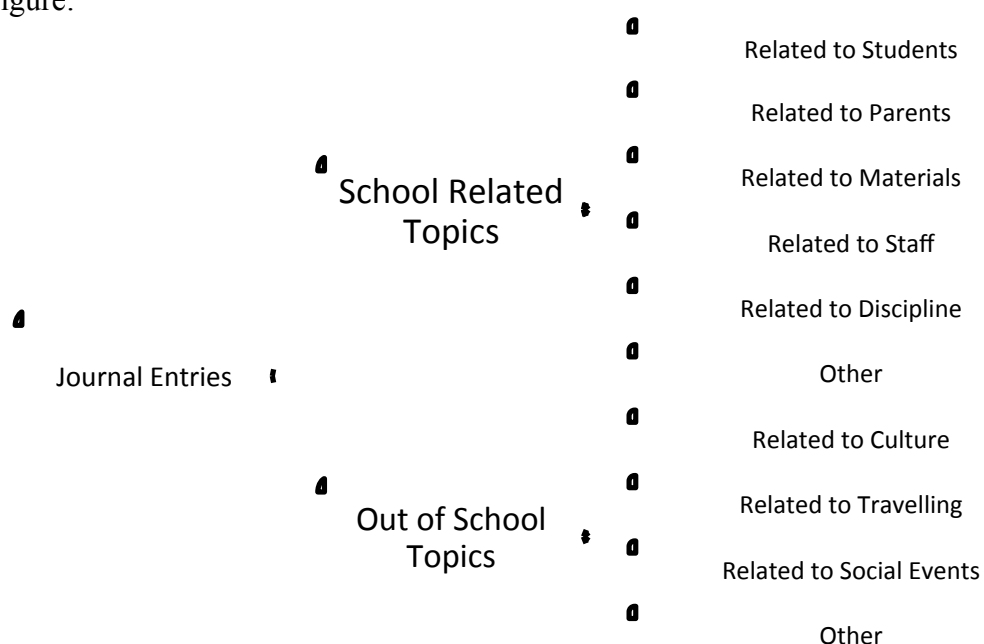 igure:
Related to Students
Related to Parents
Related to Materials
Related to Staff
Related to Discipline
Other
Related to Culture
Related to Travelling
Related to Social Events
Other
School Related
Topics
Out of School
Topics
Journal Entries